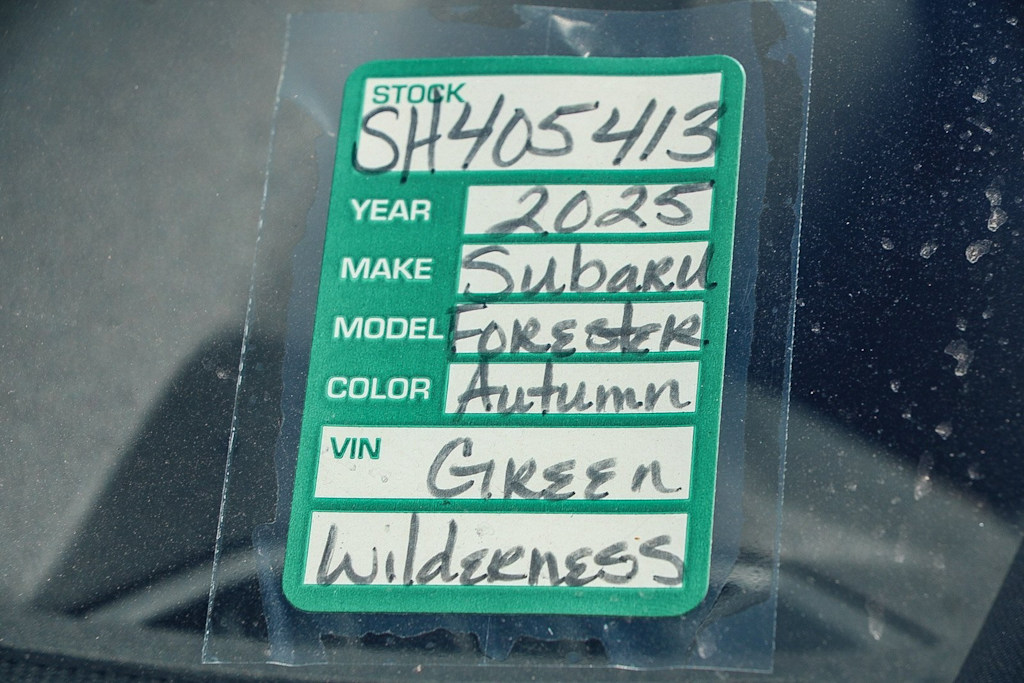 STOCK
SH405413
YEAR 2025
MAKE Subaru
MODEL Forester
COLOR Autumn
VIN Green
Wilderness